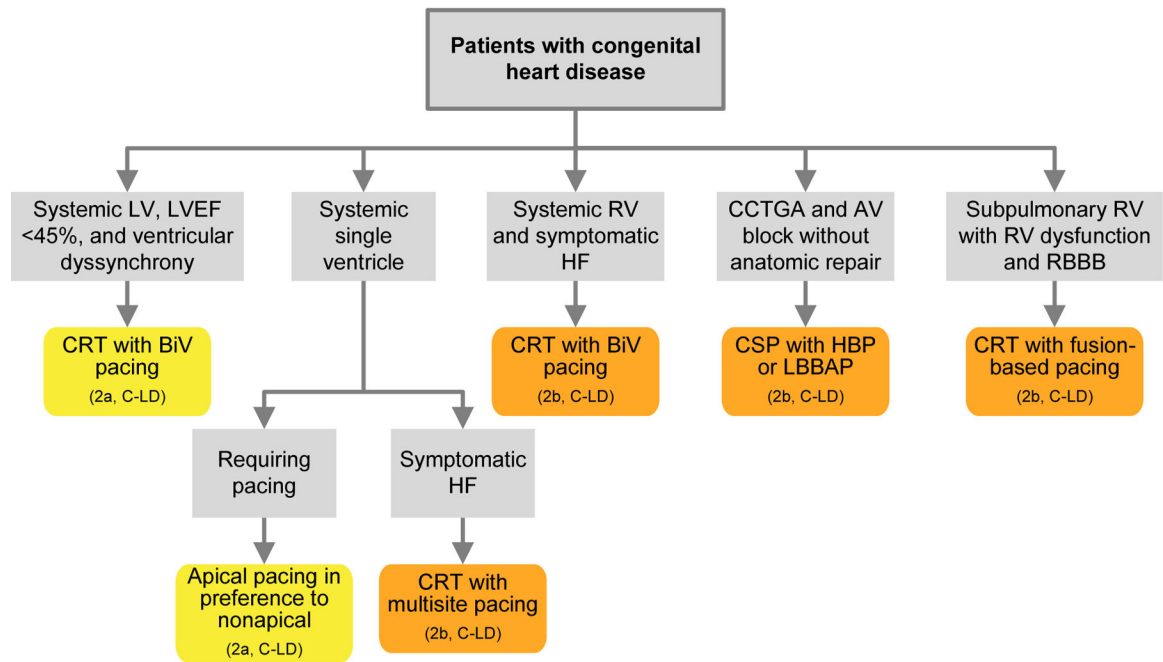 Patients with congenital
heart disease
Systemic LV, LVEF
<45%, and ventricular
dyssynchrony
Systemic
single
ventricle
Systemic RV
and symptomatic
HF
CCTGA and AV
block without
anatomic repair
Subpulmonary RV
with RV dysfunction
and RBBB
CRT with BiV
pacing
(2a, C-LD)
CRT with BiV
pacing
(2b, C-LD)
CSP with HBP
or LBBAP
(2b, C-LD)
CRT with fusion-
based pacing
(2b, C-LD)
Requiring
pacing
Symptomatic
HF
Apical pacing in
preference to
nonapical
(2a, C-LD)
CRT with
multisite pacing
(2b, C-LD)